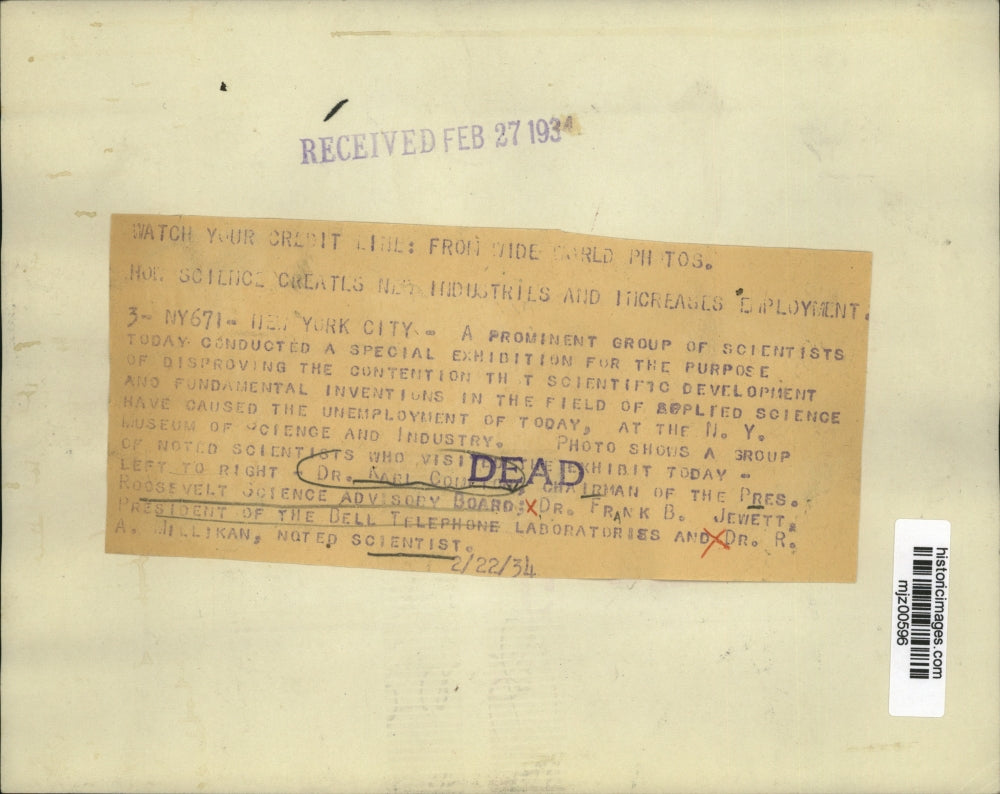 RECEIVED FEB 27 1934
WATCH YOUR CREDIT LINE: FROM WIDE WORLD PHOTOS.
HOW SCIENCE CREATES NEW INDUSTRIES AND INCREASES EMPLOYMENT.
3- NY671- NEW YORK CITY - A PROMINENT GROUP OF SCIENTISTS
TODAY CONDUCTED A SPECIAL EXHIBITION FOR THE PURPOSE
OF DISPROVING THE CONTENTION TH T SCIENTIFIC DEVELOPMENT
AND FUNDAMENTAL INVENTIONS IN THE FIELD OF APPLIED SCIENCE
HAVE CAUSED THE UNEMPLOYMENT OF TODAY, AT THE N. Y.
MUSEUM OF SCIENCE AND INDUSTRY. PHOTO SHOWS A GROUP
OF NOTED SCIENTISTS WHO VISITED THE EXHIBIT TODAY -
DEAD
LEFT TO RIGHT DR. KARL COMPTON, CHAIRMAN OF THE PRES.
ROOSEVELT SCIENCE ADVISORY BOARD; X DR. FRANK B. JEWETT,
PRESIDENT OF THE BELL TELEPHONE LABORATORIES AND X DR. R.
A. MILLIKAN, NOTED SCIENTIST.
2/22/34
historicimages.com
mjz00596